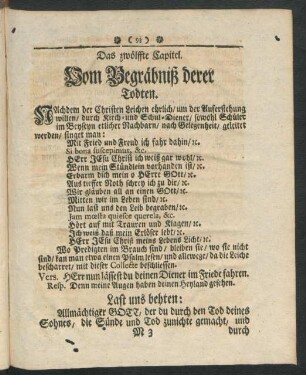 ( 93 )
Das zwölffte Capitel.
Vom Begräbniß derer
Todten.
NAchdem der Christen Leichen ehrlich, um der Auferstehung
willen, durch Kirch- und Schul-Diener, sowohl Schüler
im Beyseyn etlicher Nachbarn, nach Gelegenheit, geleitet
werden, singet man:
Mit Fried und Freud ich fahr dahin, ꝛc.
Si bona suscepimus, &c.
HErr JEsu Christ ich weiß gar wohl, ꝛc.
Wenn mein Stündlein vorhanden ist, ꝛc.
Erbarm dich mein o HErre GOtt, ꝛc.
Aus tieffer Noth schrey ich zu dir, ꝛc.
Wir gläuben all an einen GOtt, ꝛc.
Mitten wir im Leben sind, ꝛc.
Nun last uns den Leib begraben, ꝛc.
Jam mœsta quiesce querela, &c.
Hört auf mit Trauren und Klagen, ꝛc.
Ich weiß daß mein Erlöser lebt, ꝛc.
HErr JEsu Christ meins Lebens Licht, ꝛc.
Wo Predigten im Brauch sind, bleiben sie, wo sie nicht
sind, kan man etwa einen Psalm lesen, und allewege, da die Leiche
bescharret, mit dieser Collecte beschliessen.
Vers. HErr nun lässest du deinen Diener im Friede fahren.
Resp. Denn meine Augen haben deinen Heyland gesehen.
Last uns behten:
Allmächtiger GOTT, der du durch den Tod deines
Sohnes, die Sünde und Tod zunichte gemacht, und
M 3 durch